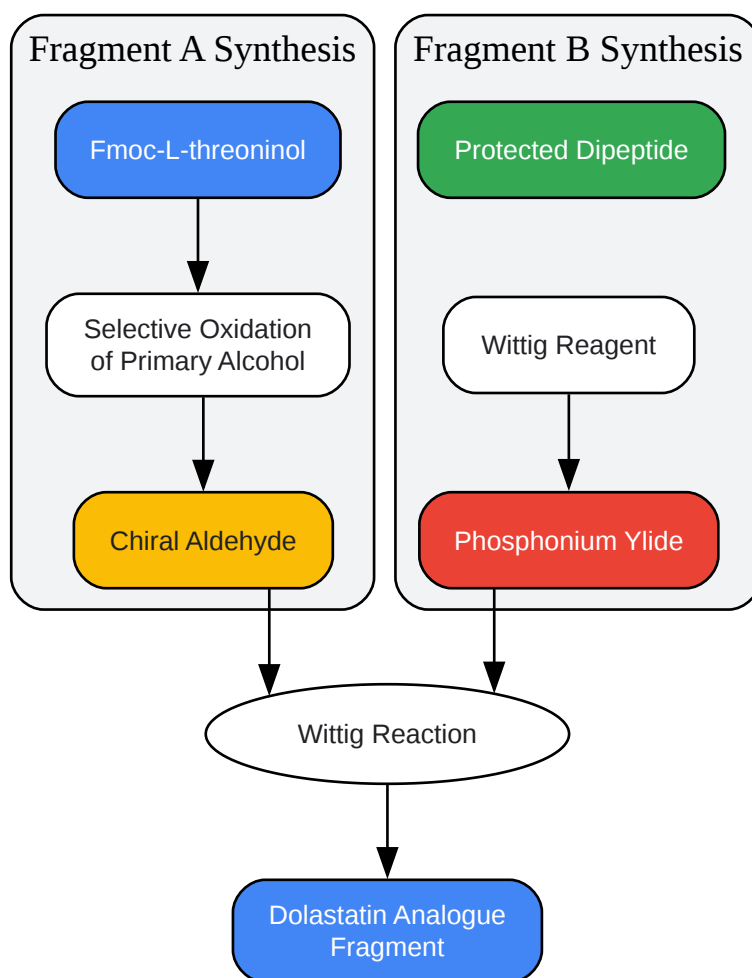 Fragment A Synthesis
Fmoc-L-threoninol
Selective Oxidation
of Primary Alcohol
Chiral Aldehyde
Fragment B Synthesis
Protected Dipeptide
Wittig Reagent
Phosphonium Ylide
Wittig Reaction
Dolastatin Analogue
Fragment